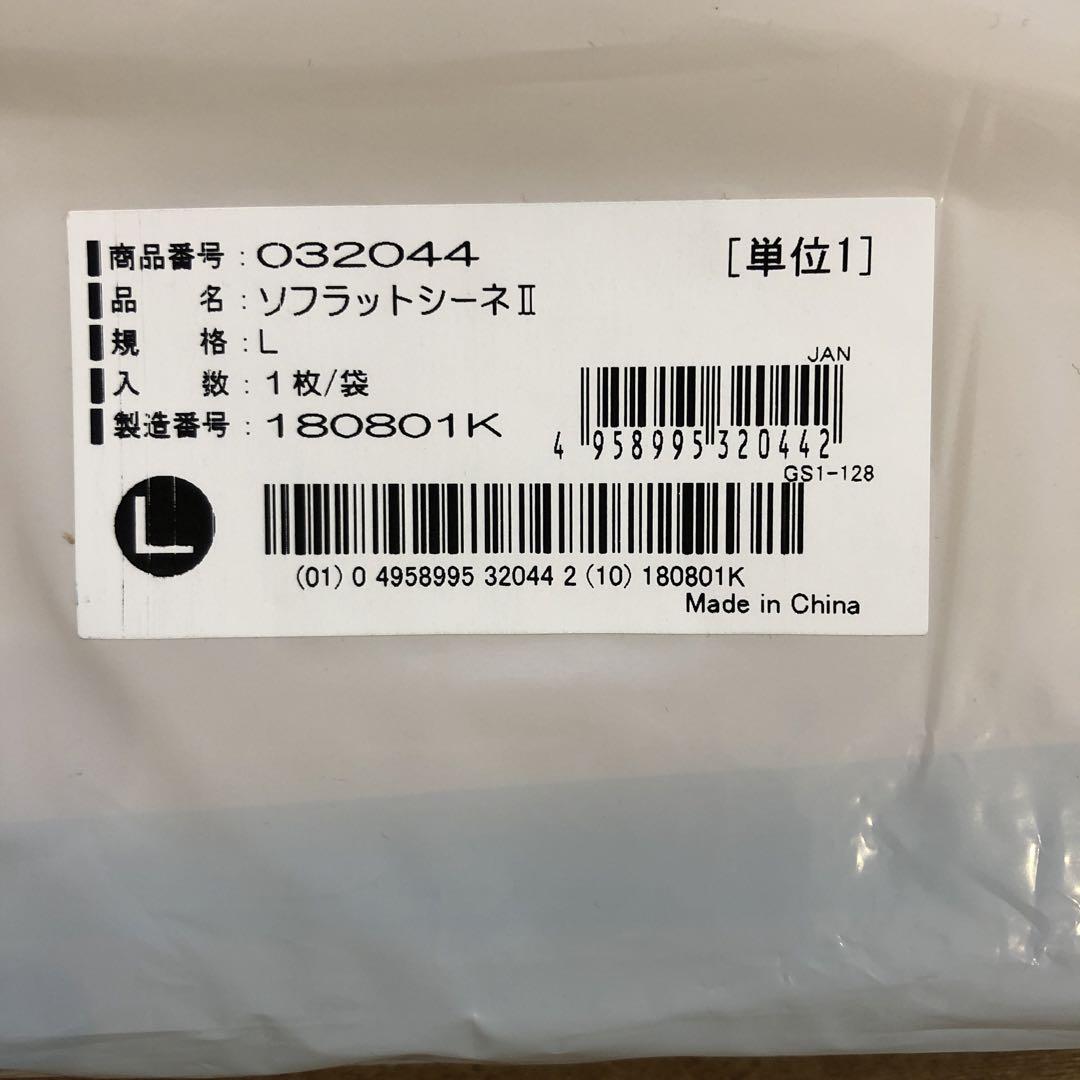 商品番号：032044
[単位1]
品　　名：ソフラットシーネⅡ
規　　格：L
入　　数：1枚/袋
製造番号：180801K
JAN
4 958995 320442
GS1-128
L
(01) 0 4958995 32044 2 (10) 180801K
Made in China